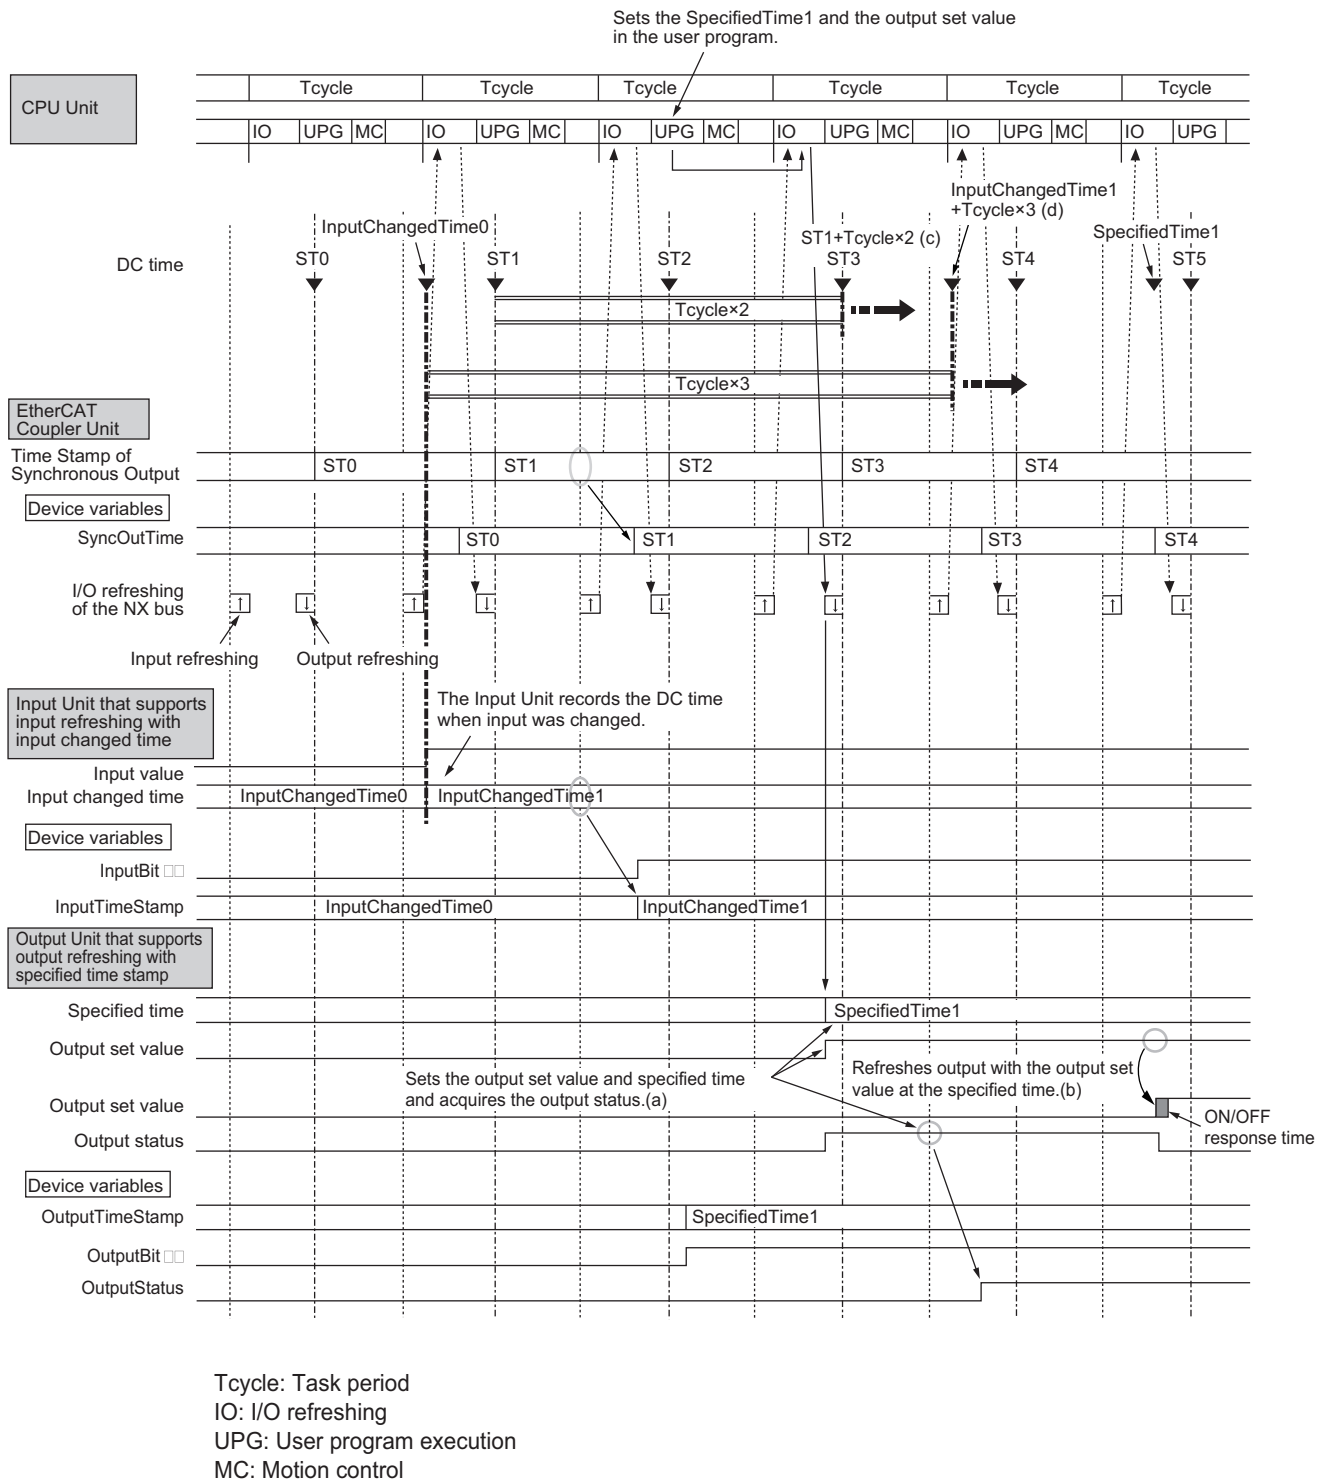 Sets the SpecifiedTime1 and the output set value
in the user program.
CPU Unit
Tcycle Tcycle Tcycle Tcycle Tcycle Tcycle
IO UPG MC IO UPG MC IO UPG MC IO UPG MC IO UPG MC IO UPG
InputChangedTime1
+Tcycle×3 (d)
InputChangedTime0
ST1+Tcycle×2 (c)
SpecifiedTime1
DC time
ST0 ST1 ST2 ST3 ST4 ST5
Tcycle×2
Tcycle×3
EtherCAT
Coupler Unit
Time Stamp of
Synchronous Output
ST0 ST1 ST2 ST3 ST4
Device variables
SyncOutTime
ST0 ST1 ST2 ST3 ST4
I/O refreshing
of the NX bus
↑ ↓ ↑ ↓ ↑ ↓ ↑ ↓ ↑ ↓ ↑ ↓
Input refreshing
Output refreshing
Input Unit that supports
input refreshing with
input changed time
The Input Unit records the DC time
when input was changed.
Input value
Input changed time
InputChangedTime0 InputChangedTime1
Device variables
InputBit □□
InputTimeStamp
InputChangedTime0 InputChangedTime1
Output Unit that supports
output refreshing with
specified time stamp
Specified time
SpecifiedTime1
Output set value
Sets the output set value and specified time
and acquires the output status.(a)
Refreshes output with the output set
value at the specified time.(b)
Output set value
ON/OFF
response time
Output status
Device variables
OutputTimeStamp
SpecifiedTime1
OutputBit □□
OutputStatus
Tcycle: Task period
IO: I/O refreshing
UPG: User program execution
MC: Motion control